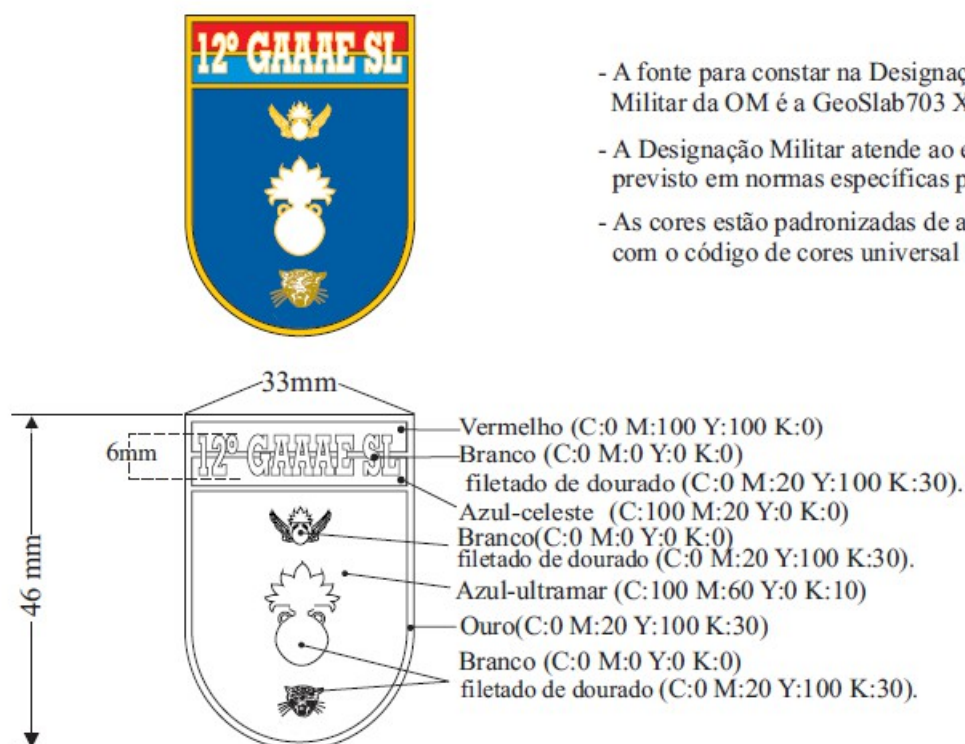 12º GAAAE SL
- A fonte para constar na
Militar da OM é a GeoSlab703
- A Designação Militar atende ao
previsto em normas específicas
- As cores estão padronizadas de
com o código de cores universal
33mm
46 mm
6mm
12º GAAAE SL
Vermelho (C:0 M:100 Y:100 K:0)
Branco (C:0 M:0 Y:0 K:0)
filetado de dourado (C:0 M:20 Y:100 K:30).
Azul-celeste (C:100 M:20 Y:0 K:0)
Branco(C:0 M:0 Y:0 K:0)
filetado de dourado (C:0 M:20 Y:100 K:30).
Azul-ultramar (C:100 M:60 Y:0 K:10)
Ouro(C:0 M:20 Y:100 K:30)
Branco (C:0 M:0 Y:0 K:0)
filetado de dourado (C:0 M:20 Y:100 K:30).